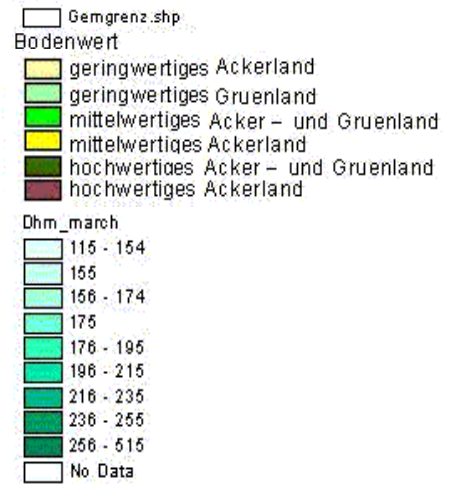 Gemgrenz.shp
Bodenwert
geringwertiges Ackerland
geringwertiges Gruenland
mittelwertiges Acker – und Gruenland
mittelwertiges Ackerland
hochwertiges Acker – und Gruenland
hochwertiges Ackerland
Dhm_march
115 - 154
155
156 - 174
175
176 - 195
196 - 215
216 - 235
236 - 255
256 - 515
No Data